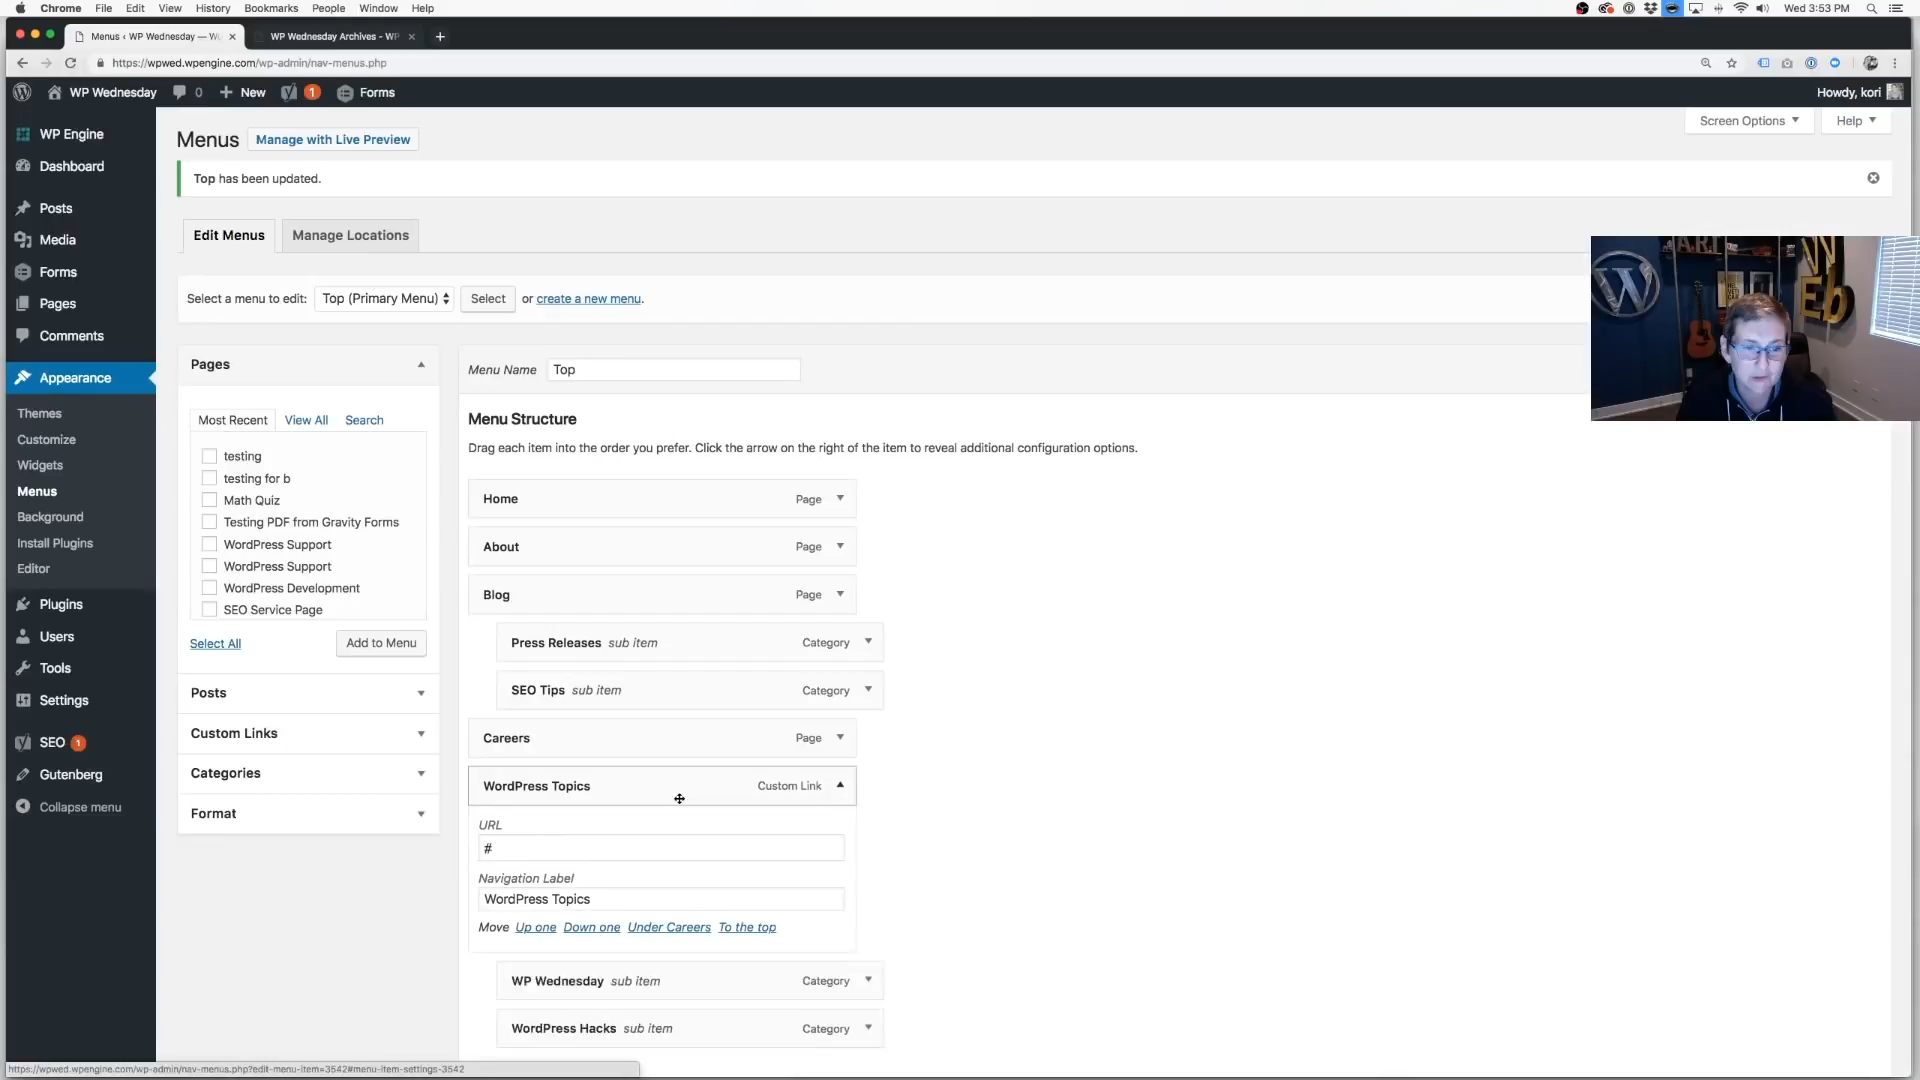 Chrome File Edit View History Bookmarks People Window Help Wed 3:53 PM
Menus ‹ WP Wednesday — W
WP Wednesday Archives - WP
https://wpwed.wpengine.com/wp-admin/nav-menus.php
WP Wednesday 0 New 1 Forms Howdy, kori
WP Engine
Dashboard
Posts
Media
Forms
Pages
Comments
Appearance
Themes
Customize
Widgets
Menus
Background
Install Plugins
Editor
Plugins
Users
Tools
Settings
SEO 1
Gutenberg
Collapse menu
Menus Manage with Live Preview
Screen Options Help
Top has been updated.
Edit Menus Manage Locations
Select a menu to edit: Top (Primary Menu) Select or create a new menu.
Pages
Most Recent View All Search
testing
testing for b
Math Quiz
Testing PDF from Gravity Forms
WordPress Support
WordPress Support
WordPress Development
SEO Service Page
Select All Add to Menu
Posts
Custom Links
Categories
Format
Menu Name Top
Menu Structure
Drag each item into the order you prefer. Click the arrow on the right of the item to reveal additional configuration options.
Home Page
About Page
Blog Page
Press Releases sub item Category
SEO Tips sub item Category
Careers Page
WordPress Topics Custom Link
URL
#
Navigation Label
WordPress Topics
Move Up one Down one Under Careers To the top
WP Wednesday sub item Category
WordPress Hacks sub item Category
https://wpwed.wpengine.com/wp-admin/nav-menus.php?edit-menu-item=3542#menu-item-settings-3542